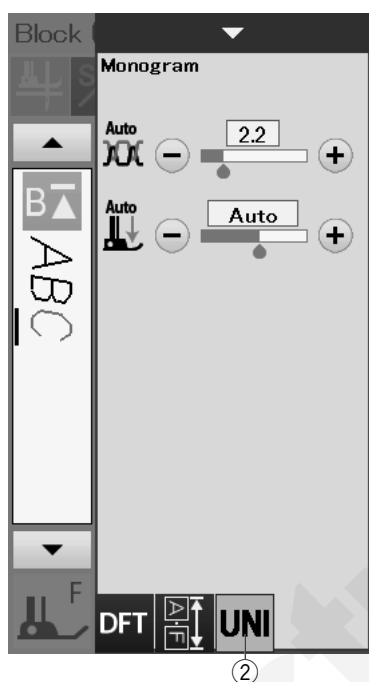 Block
Monogram
Auto
2.2
Auto
Auto
B
ABC
F
DFT
A F
UNI
2